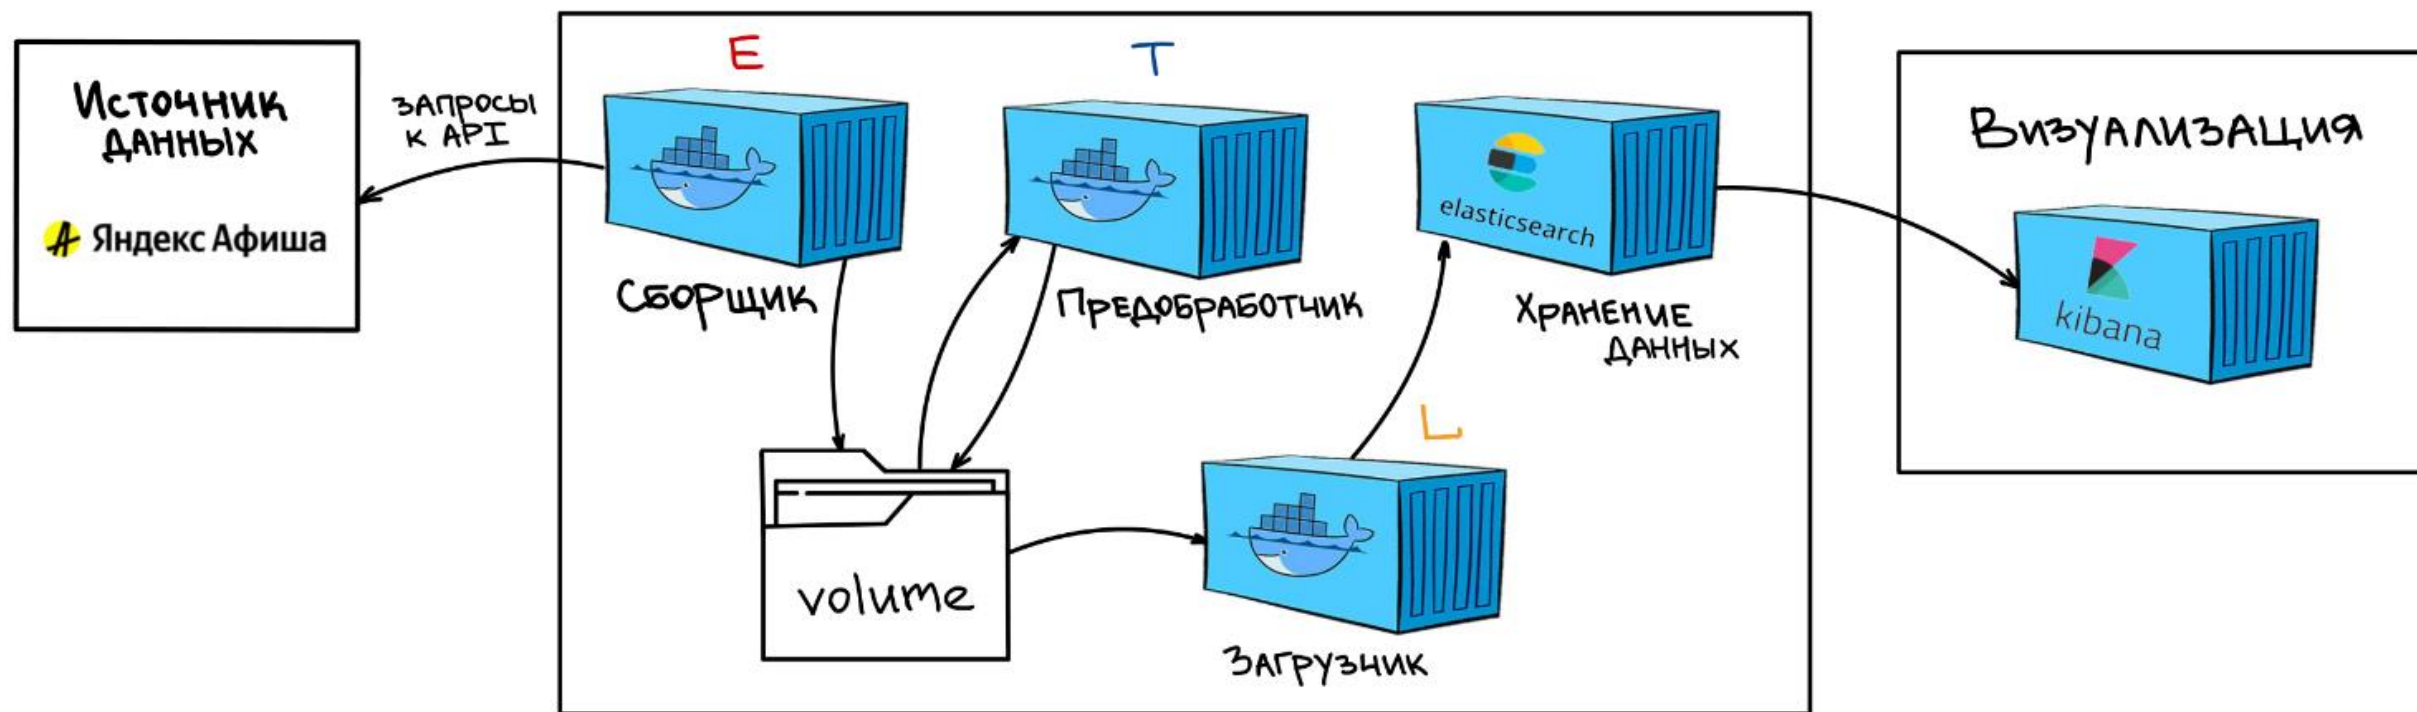 Источник
данных
Яндекс Афиша
запросы
к API
E
Сборщик
T
Предобработчик
elasticsearch
Хранение
данных
volume
L
Загрузчик
Визуализация
kibana